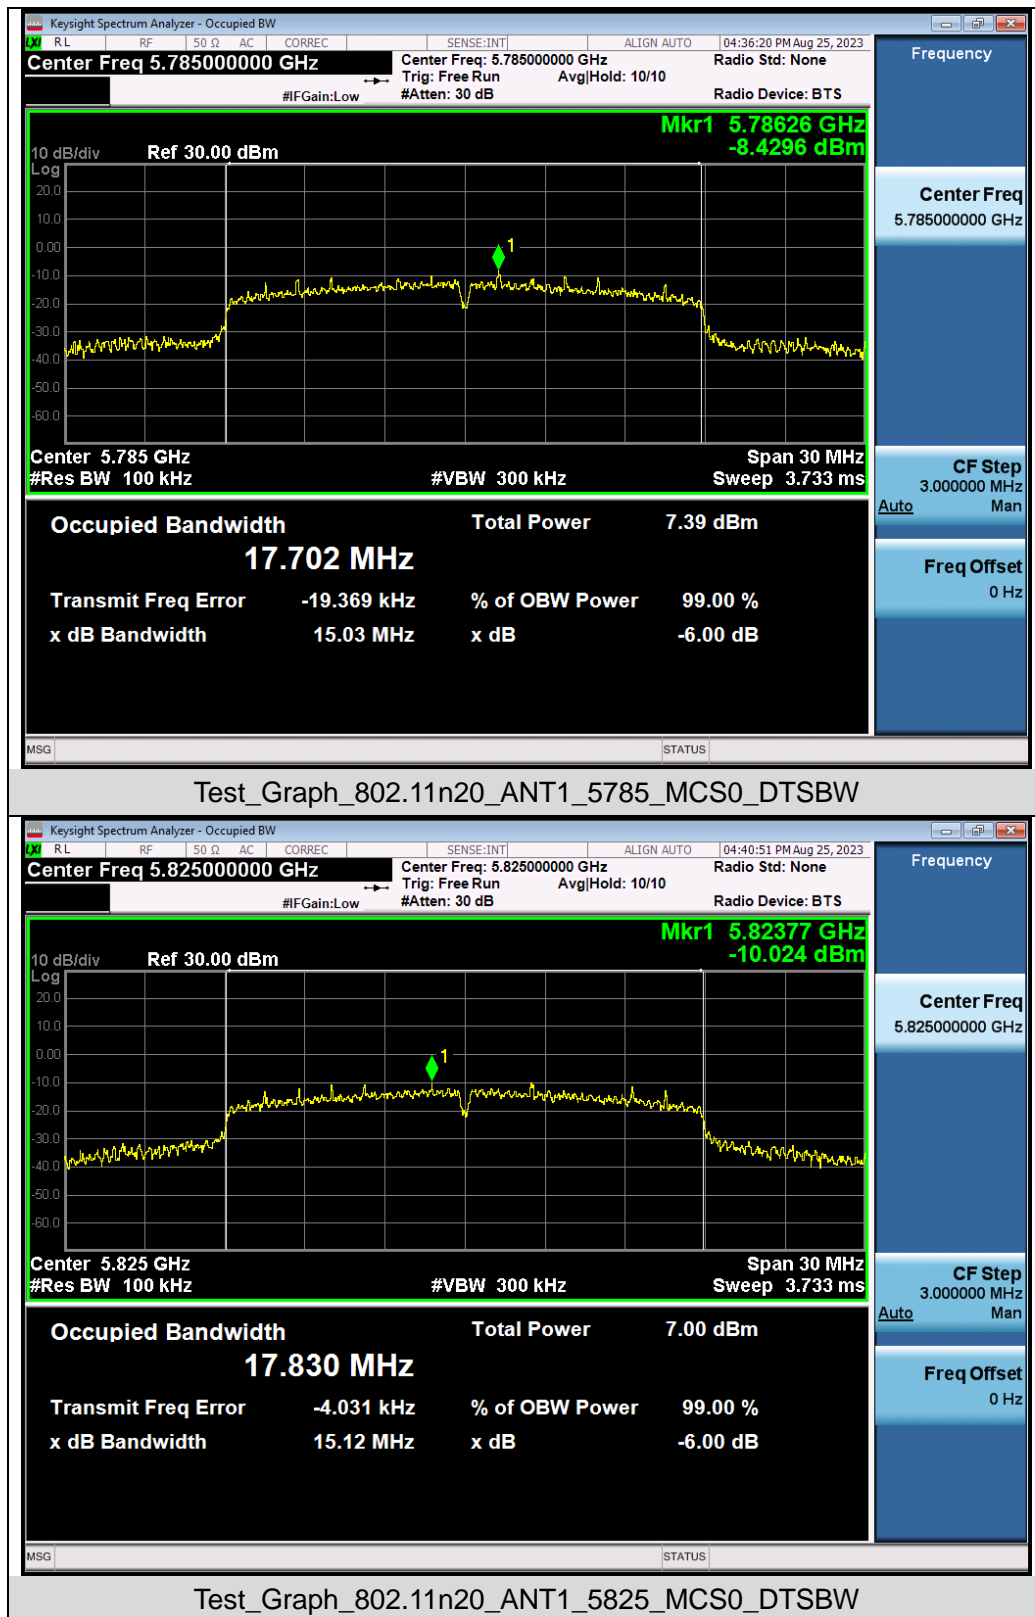 Keysight Spectrum Analyzer - Occupied BW
LXI RL RF 50 Ω AC CORREC SENSE:INT ALIGN AUTO 04:36:20 PM Aug 25, 2023
Center Freq 5.785000000 GHz
Center Freq: 5.785000000 GHz
Radio Std: None
Trig: Free Run Avg|Hold: 10/10
#IFGain:Low #Atten: 30 dB Radio Device: BTS
Frequency
Mkr1 5.78626 GHz
-8.4296 dBm
10 dB/div Ref 30.00 dBm
Log
20.0
10.0
0.00
-10.0
-20.0
-30.0
-40.0
-50.0
-60.0
1
Center Freq
5.785000000 GHz
Center 5.785 GHz Span 30 MHz
#Res BW 100 kHz #VBW 300 kHz Sweep 3.733 ms
CF Step
3.000000 MHz
Auto Man
Occupied Bandwidth Total Power 7.39 dBm
17.702 MHz
Freq Offset
0 Hz
Transmit Freq Error -19.369 kHz % of OBW Power 99.00 %
x dB Bandwidth 15.03 MHz x dB -6.00 dB
MSG STATUS
Test_Graph_802.11n20_ANT1_5785_MCS0_DTSBW
Keysight Spectrum Analyzer - Occupied BW
LXI RL RF 50 Ω AC CORREC SENSE:INT ALIGN AUTO 04:40:51 PM Aug 25, 2023
Center Freq 5.825000000 GHz
Center Freq: 5.825000000 GHz
Radio Std: None
Trig: Free Run Avg|Hold: 10/10
#IFGain:Low #Atten: 30 dB Radio Device: BTS
Frequency
Mkr1 5.82377 GHz
-10.024 dBm
10 dB/div Ref 30.00 dBm
Log
20.0
10.0
0.00
-10.0
-20.0
-30.0
-40.0
-50.0
-60.0
1
Center Freq
5.825000000 GHz
Center 5.825 GHz Span 30 MHz
#Res BW 100 kHz #VBW 300 kHz Sweep 3.733 ms
CF Step
3.000000 MHz
Auto Man
Occupied Bandwidth Total Power 7.00 dBm
17.830 MHz
Freq Offset
0 Hz
Transmit Freq Error -4.031 kHz % of OBW Power 99.00 %
x dB Bandwidth 15.12 MHz x dB -6.00 dB
MSG STATUS
Test_Graph_802.11n20_ANT1_5825_MCS0_DTSBW